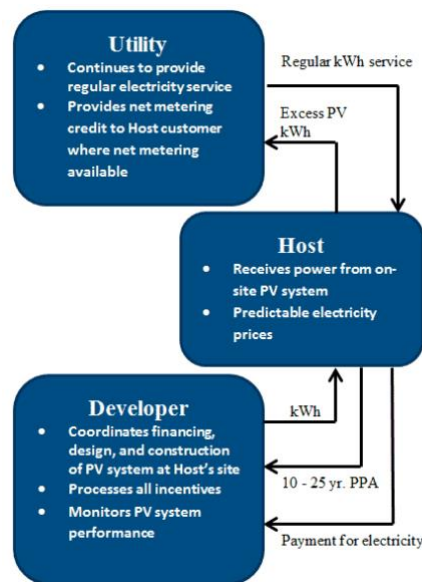 Utility
• Continues to provide
regular electricity service
• Provides net metering
credit to Host customer
where net metering
available
Regular kWh service
Excess PV
kWh
Host
• Receives power from on-
site PV system
• Predictable electricity
prices
Developer
• Coordinates financing,
design, and construction
of PV system at Host's site
• Processes all incentives
• Monitors PV system
performance
kWh
10 - 25 yr. PPA
Payment for electricity